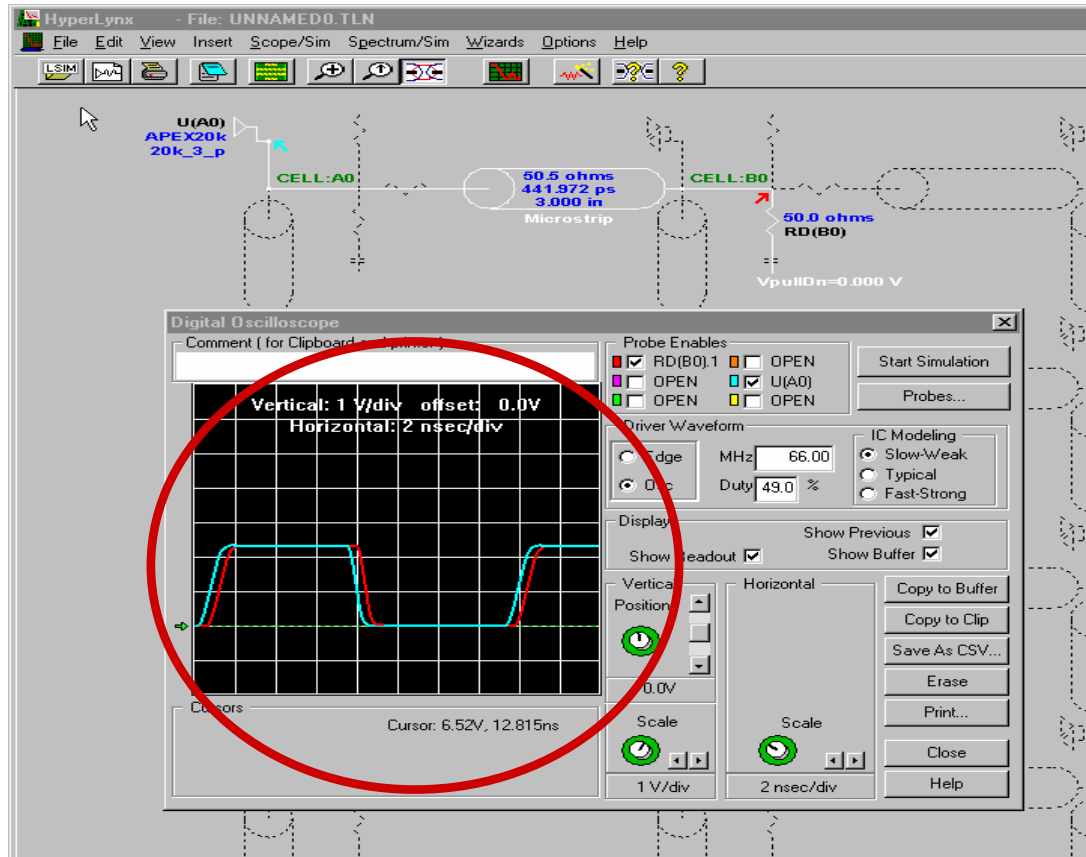 HyperLynx - File: UNNAMED0.TLN
File Edit View Insert Scope/Sim Spectrum/Sim Wizards Options Help
LSIM
U(A0)
APEX20k
20k_3_p
CELL:A0
50.5 ohms
441.972 ps
3.000 in
Microstrip
CELL:B0
50.0 ohms
RD(B0)
VpullDn=0.000 V
Digital Oscilloscope
Comment ( for Clipboard and printer )
Vertical: 1 V/div offset: 0.0V
Horizontal: 2 nsec/div
Cursors
Cursor: 6.52V, 12.815ns
Probe Enables
RD(B0).1 OPEN
OPEN U(A0)
OPEN OPEN
Start Simulation
Probes...
Driver Waveform
Edge MHz 66.00
Duty 49.0 %
IC Modeling
Slow-Weak
Typical
Fast-Strong
Display
Show Previous
Show Readout Show Buffer
Vertical
Position
0.0V
Scale
1 V/div
Horizontal
Scale
2 nsec/div
Copy to Buffer
Copy to Clip
Save As CSV...
Erase
Print...
Close
Help